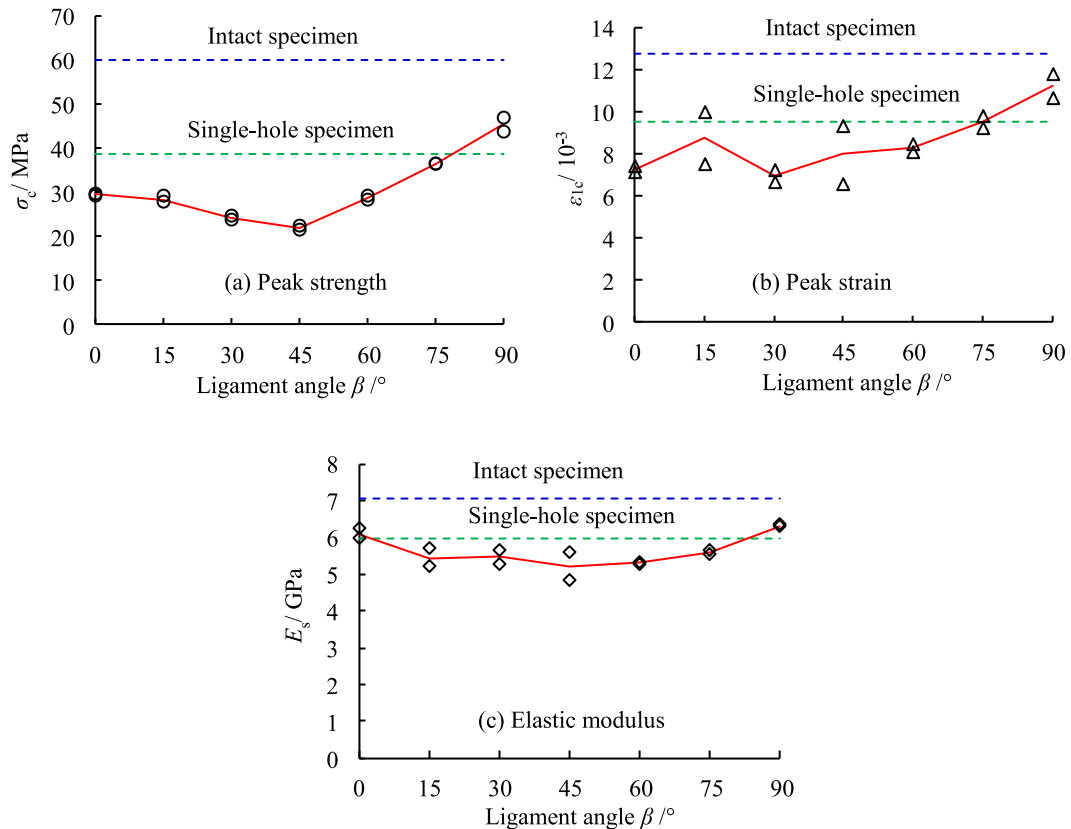 70
60
50
40
30
20
10
0
σc/ MPa
Intact specimen
Single-hole specimen
(a) Peak strength
0 15 30 45 60 75 90
Ligament angle β /°
14
12
10
8
6
4
2
0
ε1c/ 10-3
Intact specimen
Single-hole specimen
(b) Peak strain
0 15 30 45 60 75 90
Ligament angle β /°
8
7
6
5
4
3
2
1
0
Es/ GPa
Intact specimen
Single-hole specimen
(c) Elastic modulus
0 15 30 45 60 75 90
Ligament angle β /°